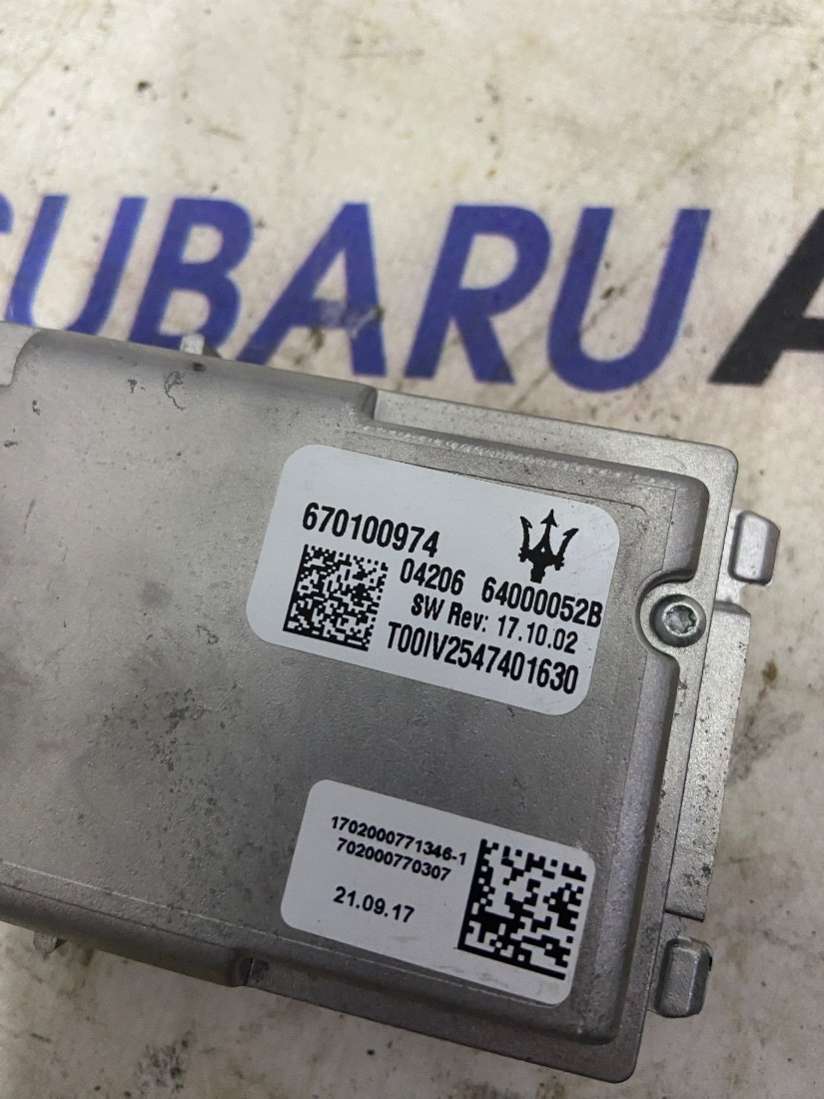 SUBARU A
670100974
04206 64000052B
SW Rev: 17.10.02
T00IV2547401630
1702000771346-1
702000770307
21.09.17